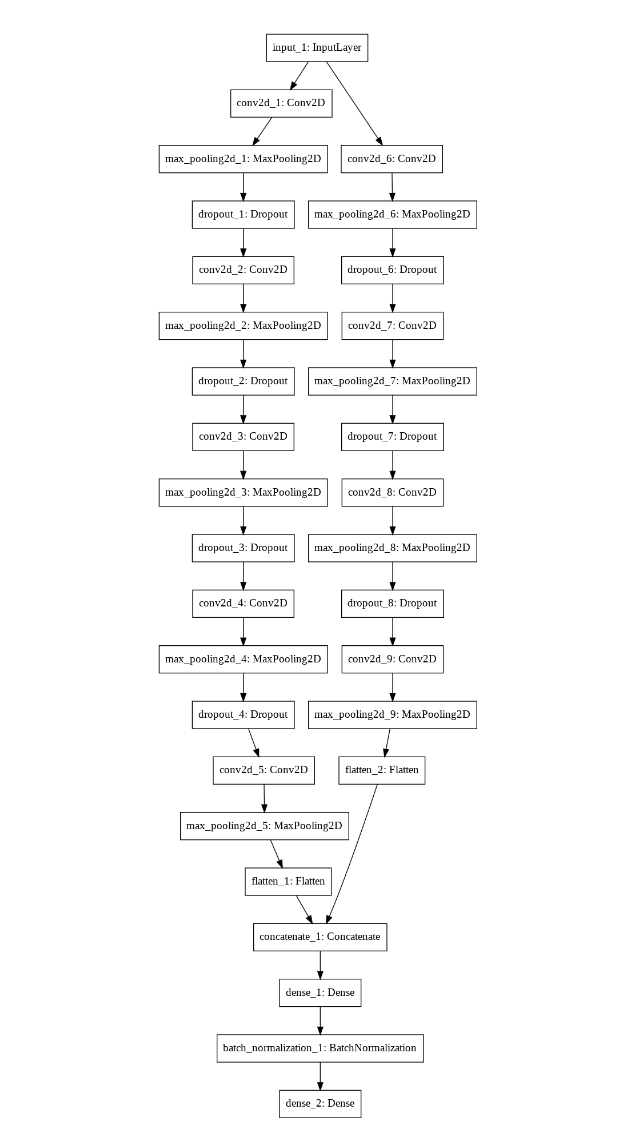 input_1: InputLayer
conv2d_1: Conv2D
max_pooling2d_1: MaxPooling2D
conv2d_6: Conv2D
dropout_1: Dropout
max_pooling2d_6: MaxPooling2D
conv2d_2: Conv2D
dropout_6: Dropout
max_pooling2d_2: MaxPooling2D
conv2d_7: Conv2D
dropout_2: Dropout
max_pooling2d_7: MaxPooling2D
conv2d_3: Conv2D
dropout_7: Dropout
max_pooling2d_3: MaxPooling2D
conv2d_8: Conv2D
dropout_3: Dropout
max_pooling2d_8: MaxPooling2D
conv2d_4: Conv2D
dropout_8: Dropout
max_pooling2d_4: MaxPooling2D
conv2d_9: Conv2D
dropout_4: Dropout
max_pooling2d_9: MaxPooling2D
conv2d_5: Conv2D
flatten_2: Flatten
max_pooling2d_5: MaxPooling2D
flatten_1: Flatten
concatenate_1: Concatenate
dense_1: Dense
batch_normalization_1: BatchNormalization
dense_2: Dense